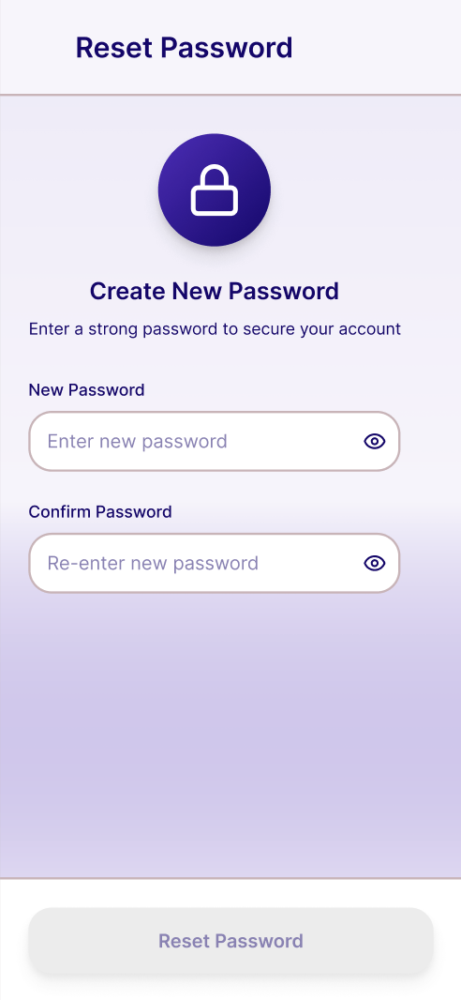 Reset Password
Create New Password
Enter a strong password to secure your account
New Password
Enter new password
Confirm Password
Re-enter new password
Reset Password